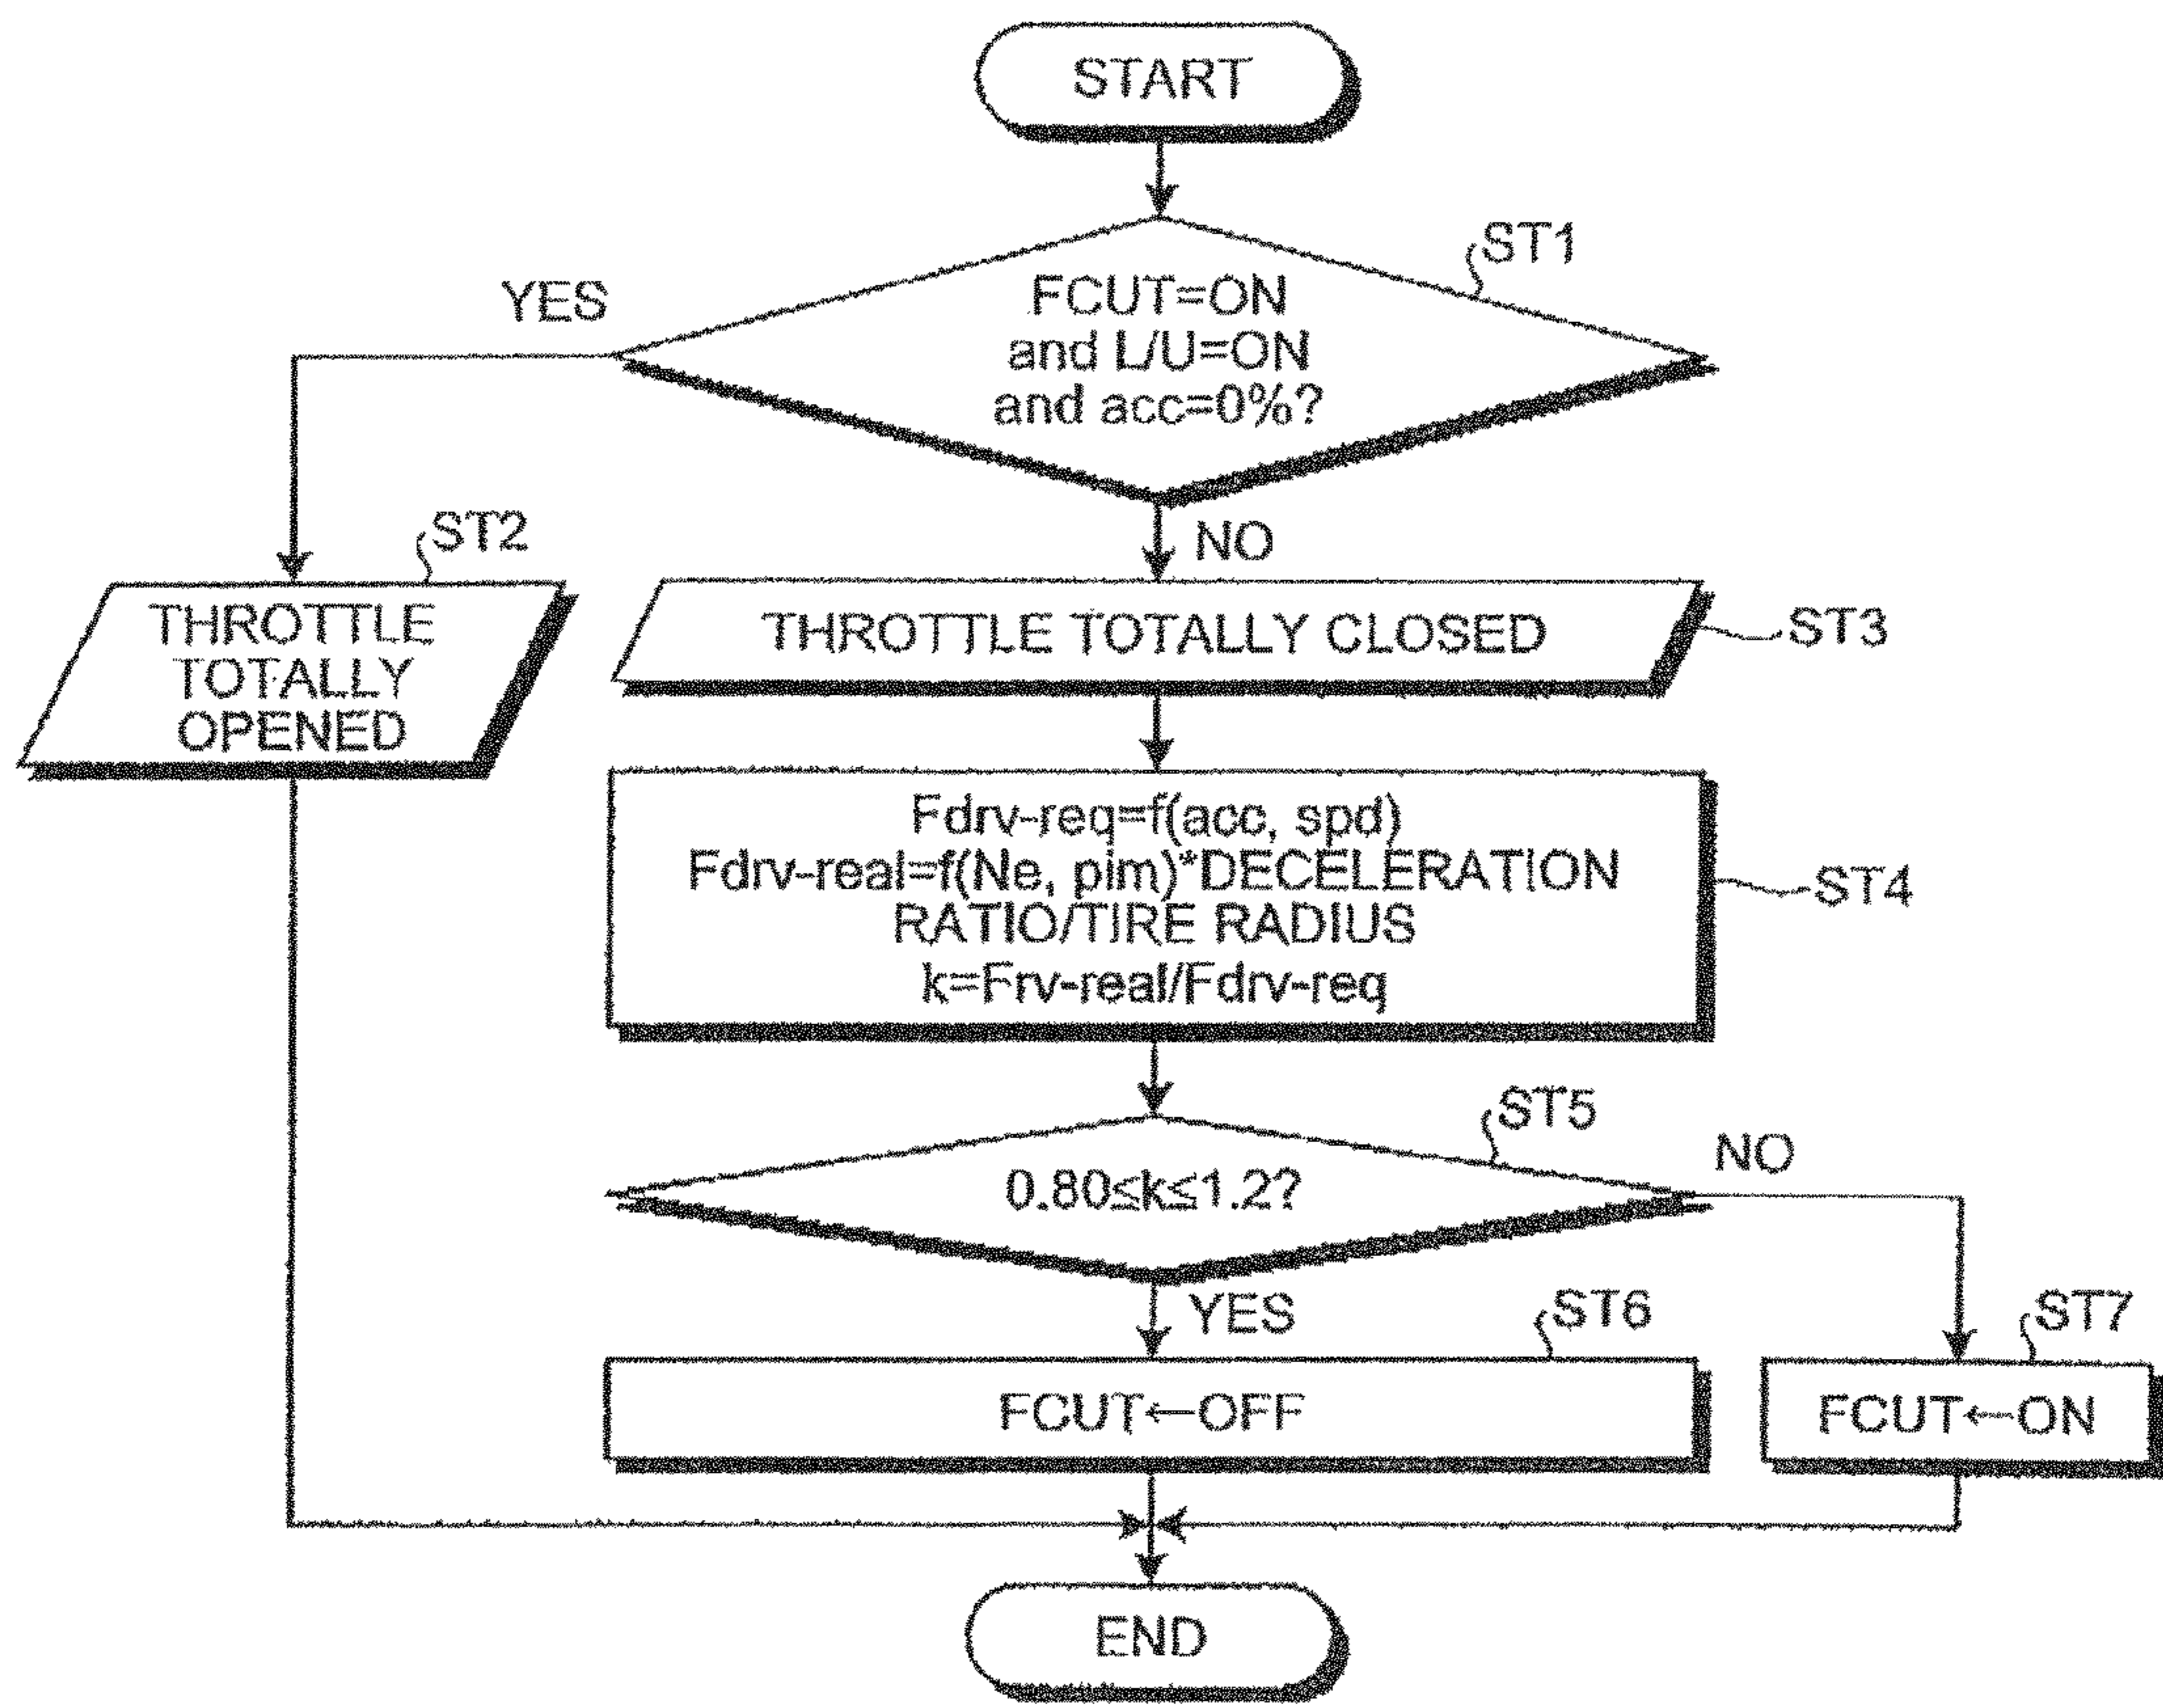 START
ST1
FCUT=ON
and L/U=ON
and acc=0%?
YES
NO
ST2
THROTTLE
TOTALLY
OPENED
THROTTLE TOTALLY CLOSED
ST3
Fdrv-req=f(acc, spd)
Fdrv-real=f(Ne, pim)*DECELERATION
RATIO/TIRE RADIUS
k=Frv-real/Fdrv-req
ST4
ST5
0.80≤k≤1.2?
NO
YES
ST6
FCUT←OFF
ST7
FCUT←ON
END